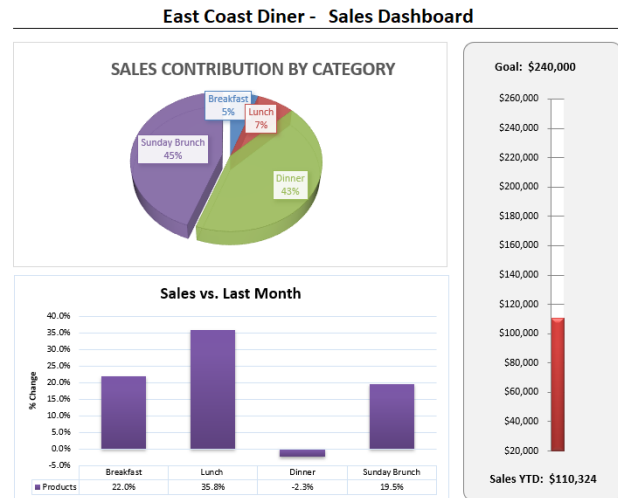 East Coast Diner - Sales Dashboard
SALES CONTRIBUTION BY CATEGORY
Breakfast
5%
Lunch
7%
Sunday Brunch
45%
Dinner
43%
Sales vs. Last Month
% Change
40.0%
35.0%
30.0%
25.0%
20.0%
15.0%
10.0%
5.0%
0.0%
-5.0%
Breakfast Lunch Dinner Sunday Brunch
Products 22.0% 35.8% -2.3% 19.5%
Goal: $240,000
$260,000
$240,000
$220,000
$200,000
$180,000
$160,000
$140,000
$120,000
$100,000
$80,000
$60,000
$40,000
$20,000
Sales YTD: $110,324